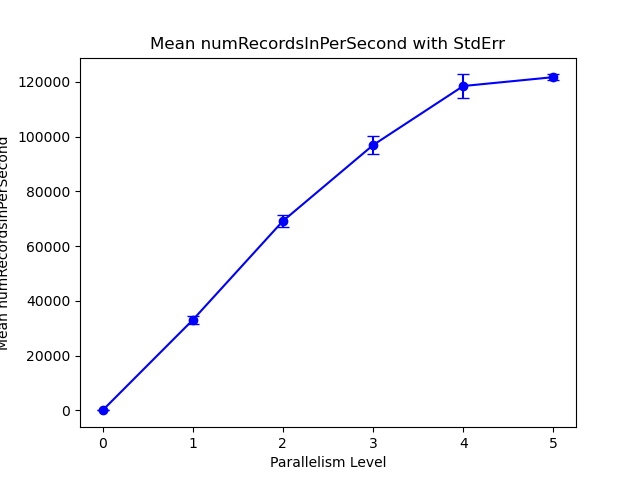 Mean numRecordsInPerSecond with StdErr
Mean numRecordsInPerSecond
120000
100000
80000
60000
40000
20000
0
0 1 2 3 4 5
Parallelism Level